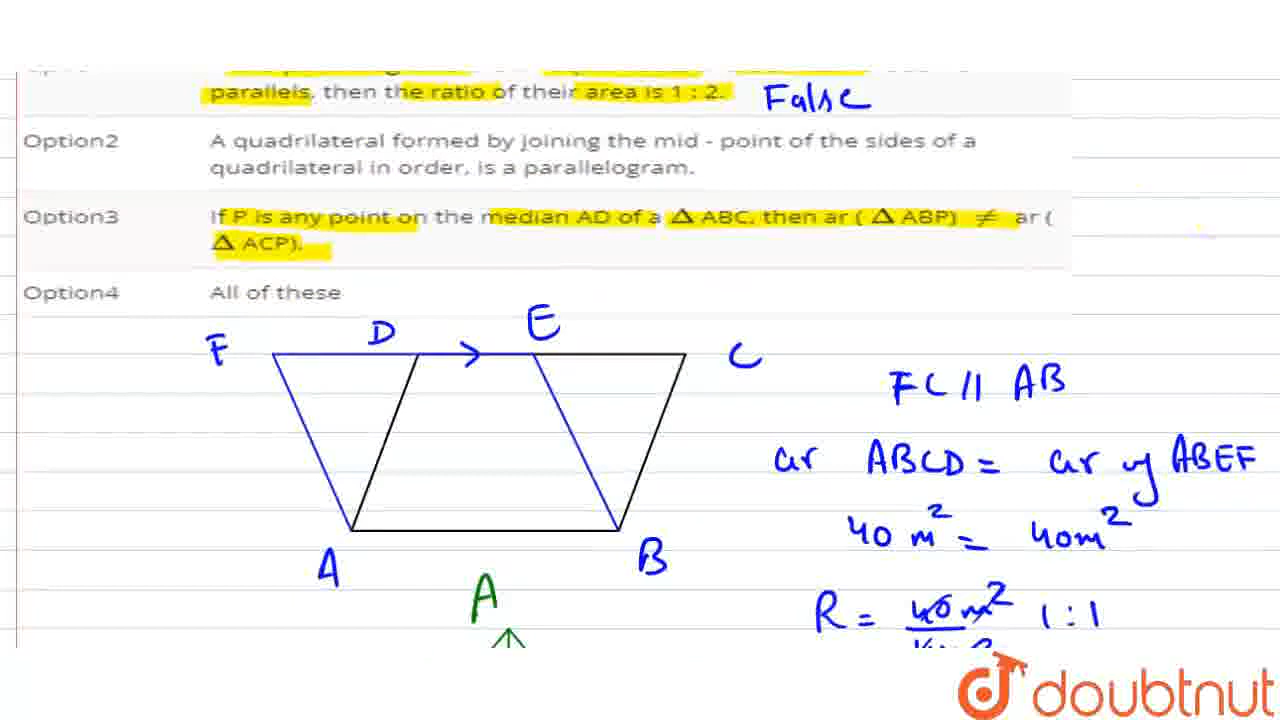 parallels, then the ratio of their area is 1 : 2. False
Option2 A quadrilateral formed by joining the mid - point of the sides of a
quadrilateral in order, is a parallelogram.
Option3 If P is any point on the median AD of a Δ ABC, then ar ( Δ ABP) ≠ ar (
Δ ACP).
Option4 All of these
F D E C
FC // AB
ar ABCD = ar of ABEF
40 m² = 40m²
A B
A
R = 40m² 1 : 1
doubtnut